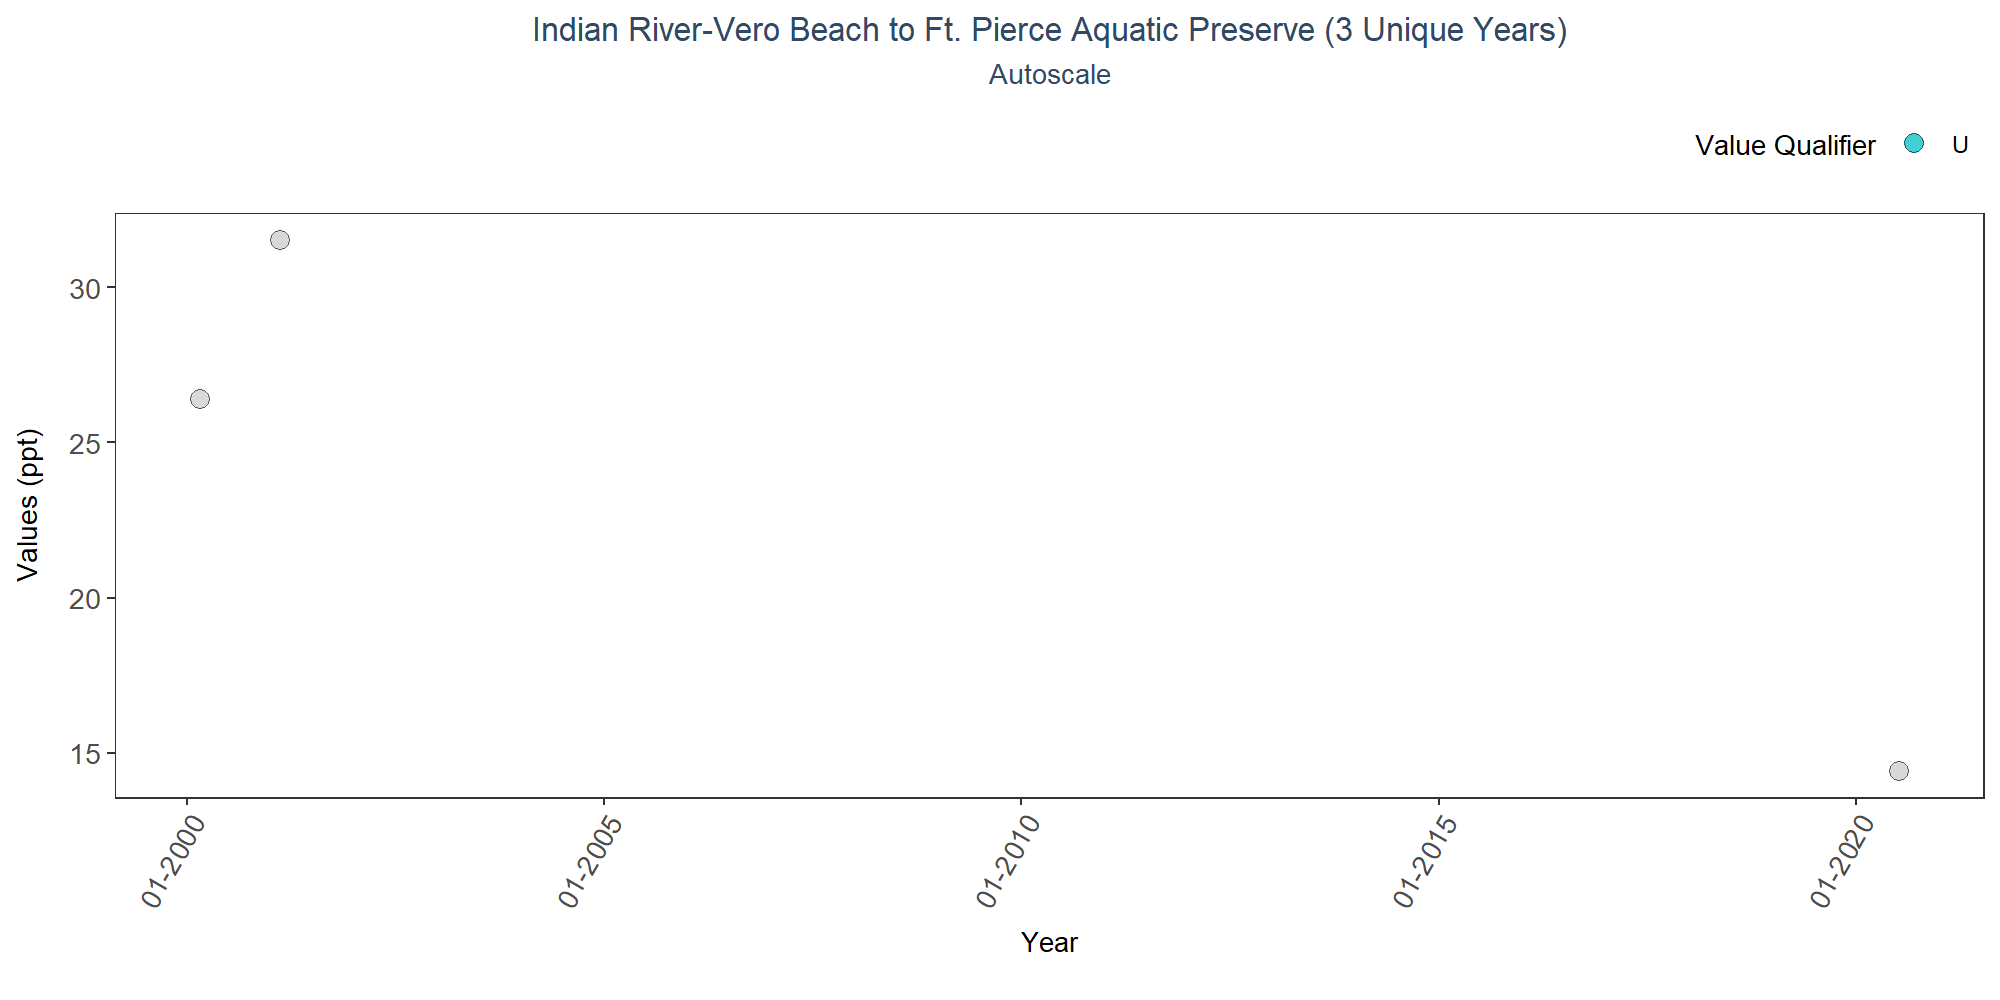 Indian River-Vero Beach to Ft. Pierce Aquatic Preserve (3 Unique Years)
Autoscale
Value Qualifier U
30
25
20
15
Values (ppt)
01-2000 01-2005 01-2010 01-2015 01-2020
Year